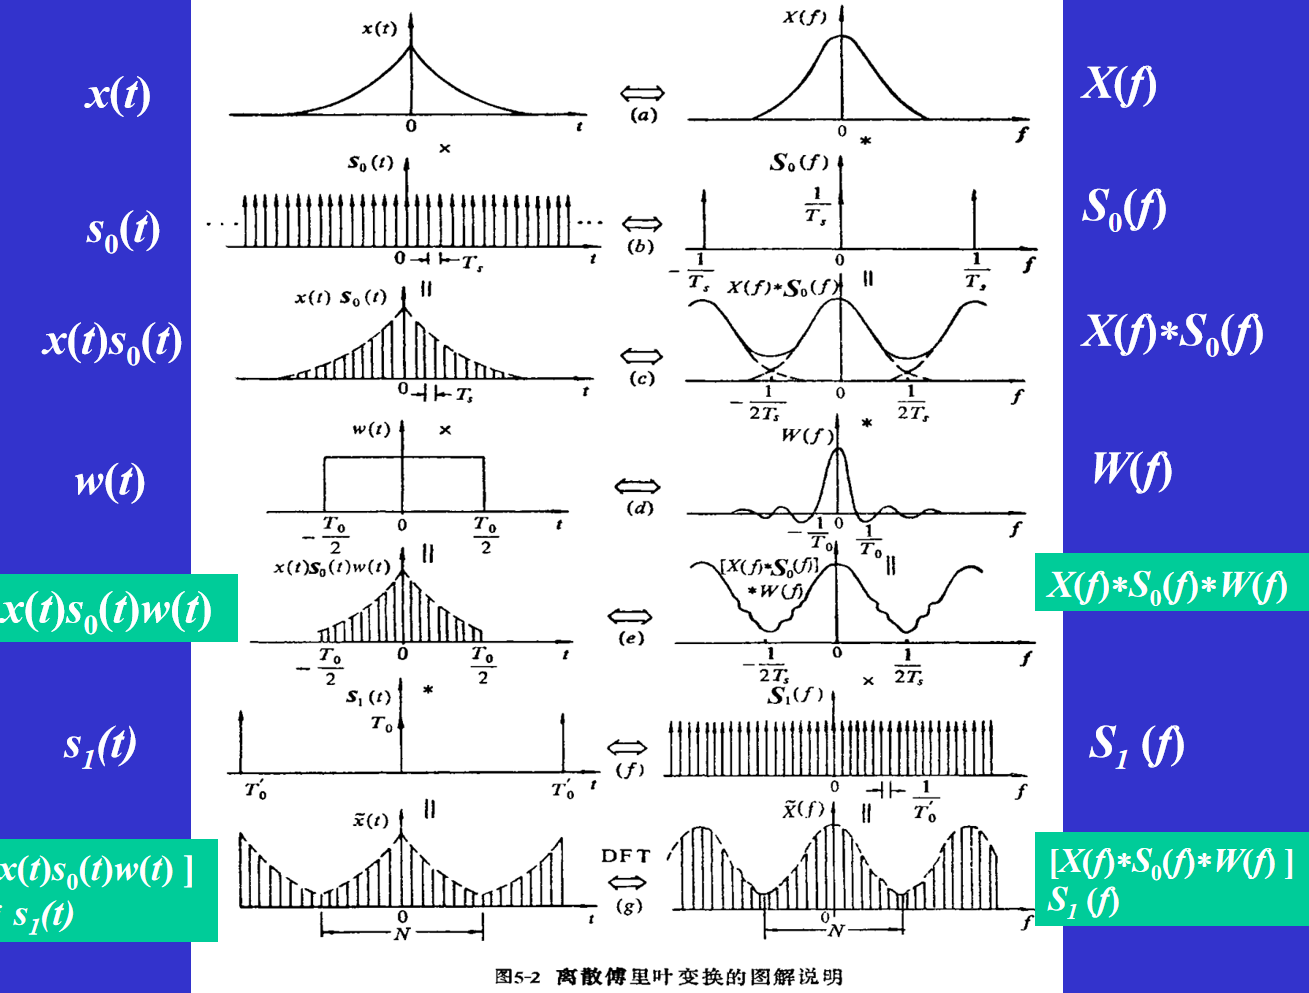 x(t)
x(t)
X(f)
X(f)
0
t
(a)
0
f
×
*
s₀(t)
S₀(t)
S₀(f)
S₀(f)
1/Tₛ
···
···
0
Tₛ
t
(b)
-1/Tₛ
0
1/Tₛ
f
=
=
x(t)s₀(t)
x(t) S₀(t)
X(f)*S₀(f)
X(f)*S₀(f)
0
Tₛ
t
(c)
-1/2Tₛ
0
1/2Tₛ
f
w(t)
w(t)
×
W(f)
*
W(f)
-T₀/2
0
T₀/2
t
(d)
-1/T₀
0
1/T₀
f
=
=
x(t)s₀(t)w(t)
x(t)S₀(t)w(t)
[X(f)*S₀(f)]
*W(f)
X(f)*S₀(f)*W(f)
-T₀/2
0
T₀/2
t
(e)
-1/2Tₛ
0
1/2Tₛ
f
*
×
s₁(t)
S₁(t)
T₀
S₁(f)
S₁ (f)
T₀′
T₀′
t
(f)
0
1/T₀′
f
=
=
x̃(t)
X̃(f)
x(t)s₀(t)w(t) ]
s₁(t)
DFT
[X(f)*S₀(f)*W(f) ]
S₁ (f)
0
t
(g)
0
f
N
N
图5-2 离散傅里叶变换的图解说明